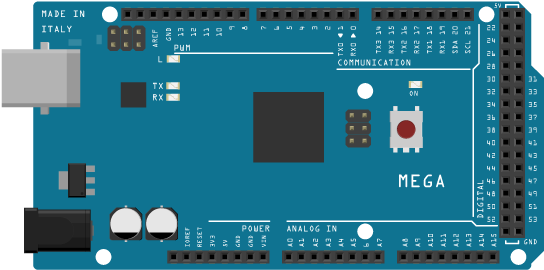 MADE IN
ITALY
AREF
GND
13
12
11
10
9
8
7
6
5
4
3
2
TX0 1
RX0 0
TX3 14
RX3 15
TX2 16
RX2 17
TX1 18
RX1 19
SDA 20
SCL 21
5V
PWM
L
COMMUNICATION
TX
RX
ON
22
24
26
28
30
32
34
36
38
40
42
44
46
48
50
52
31
33
35
37
39
41
43
45
47
49
51
53
GND
MEGA
DIGITAL
POWER
ANALOG IN
IOREF
RESET
3V3
5V
GND
GND
VIN
A0
A1
A2
A3
A4
A5
6
A7
A8
A9
A10
A11
A12
A13
A14
A15